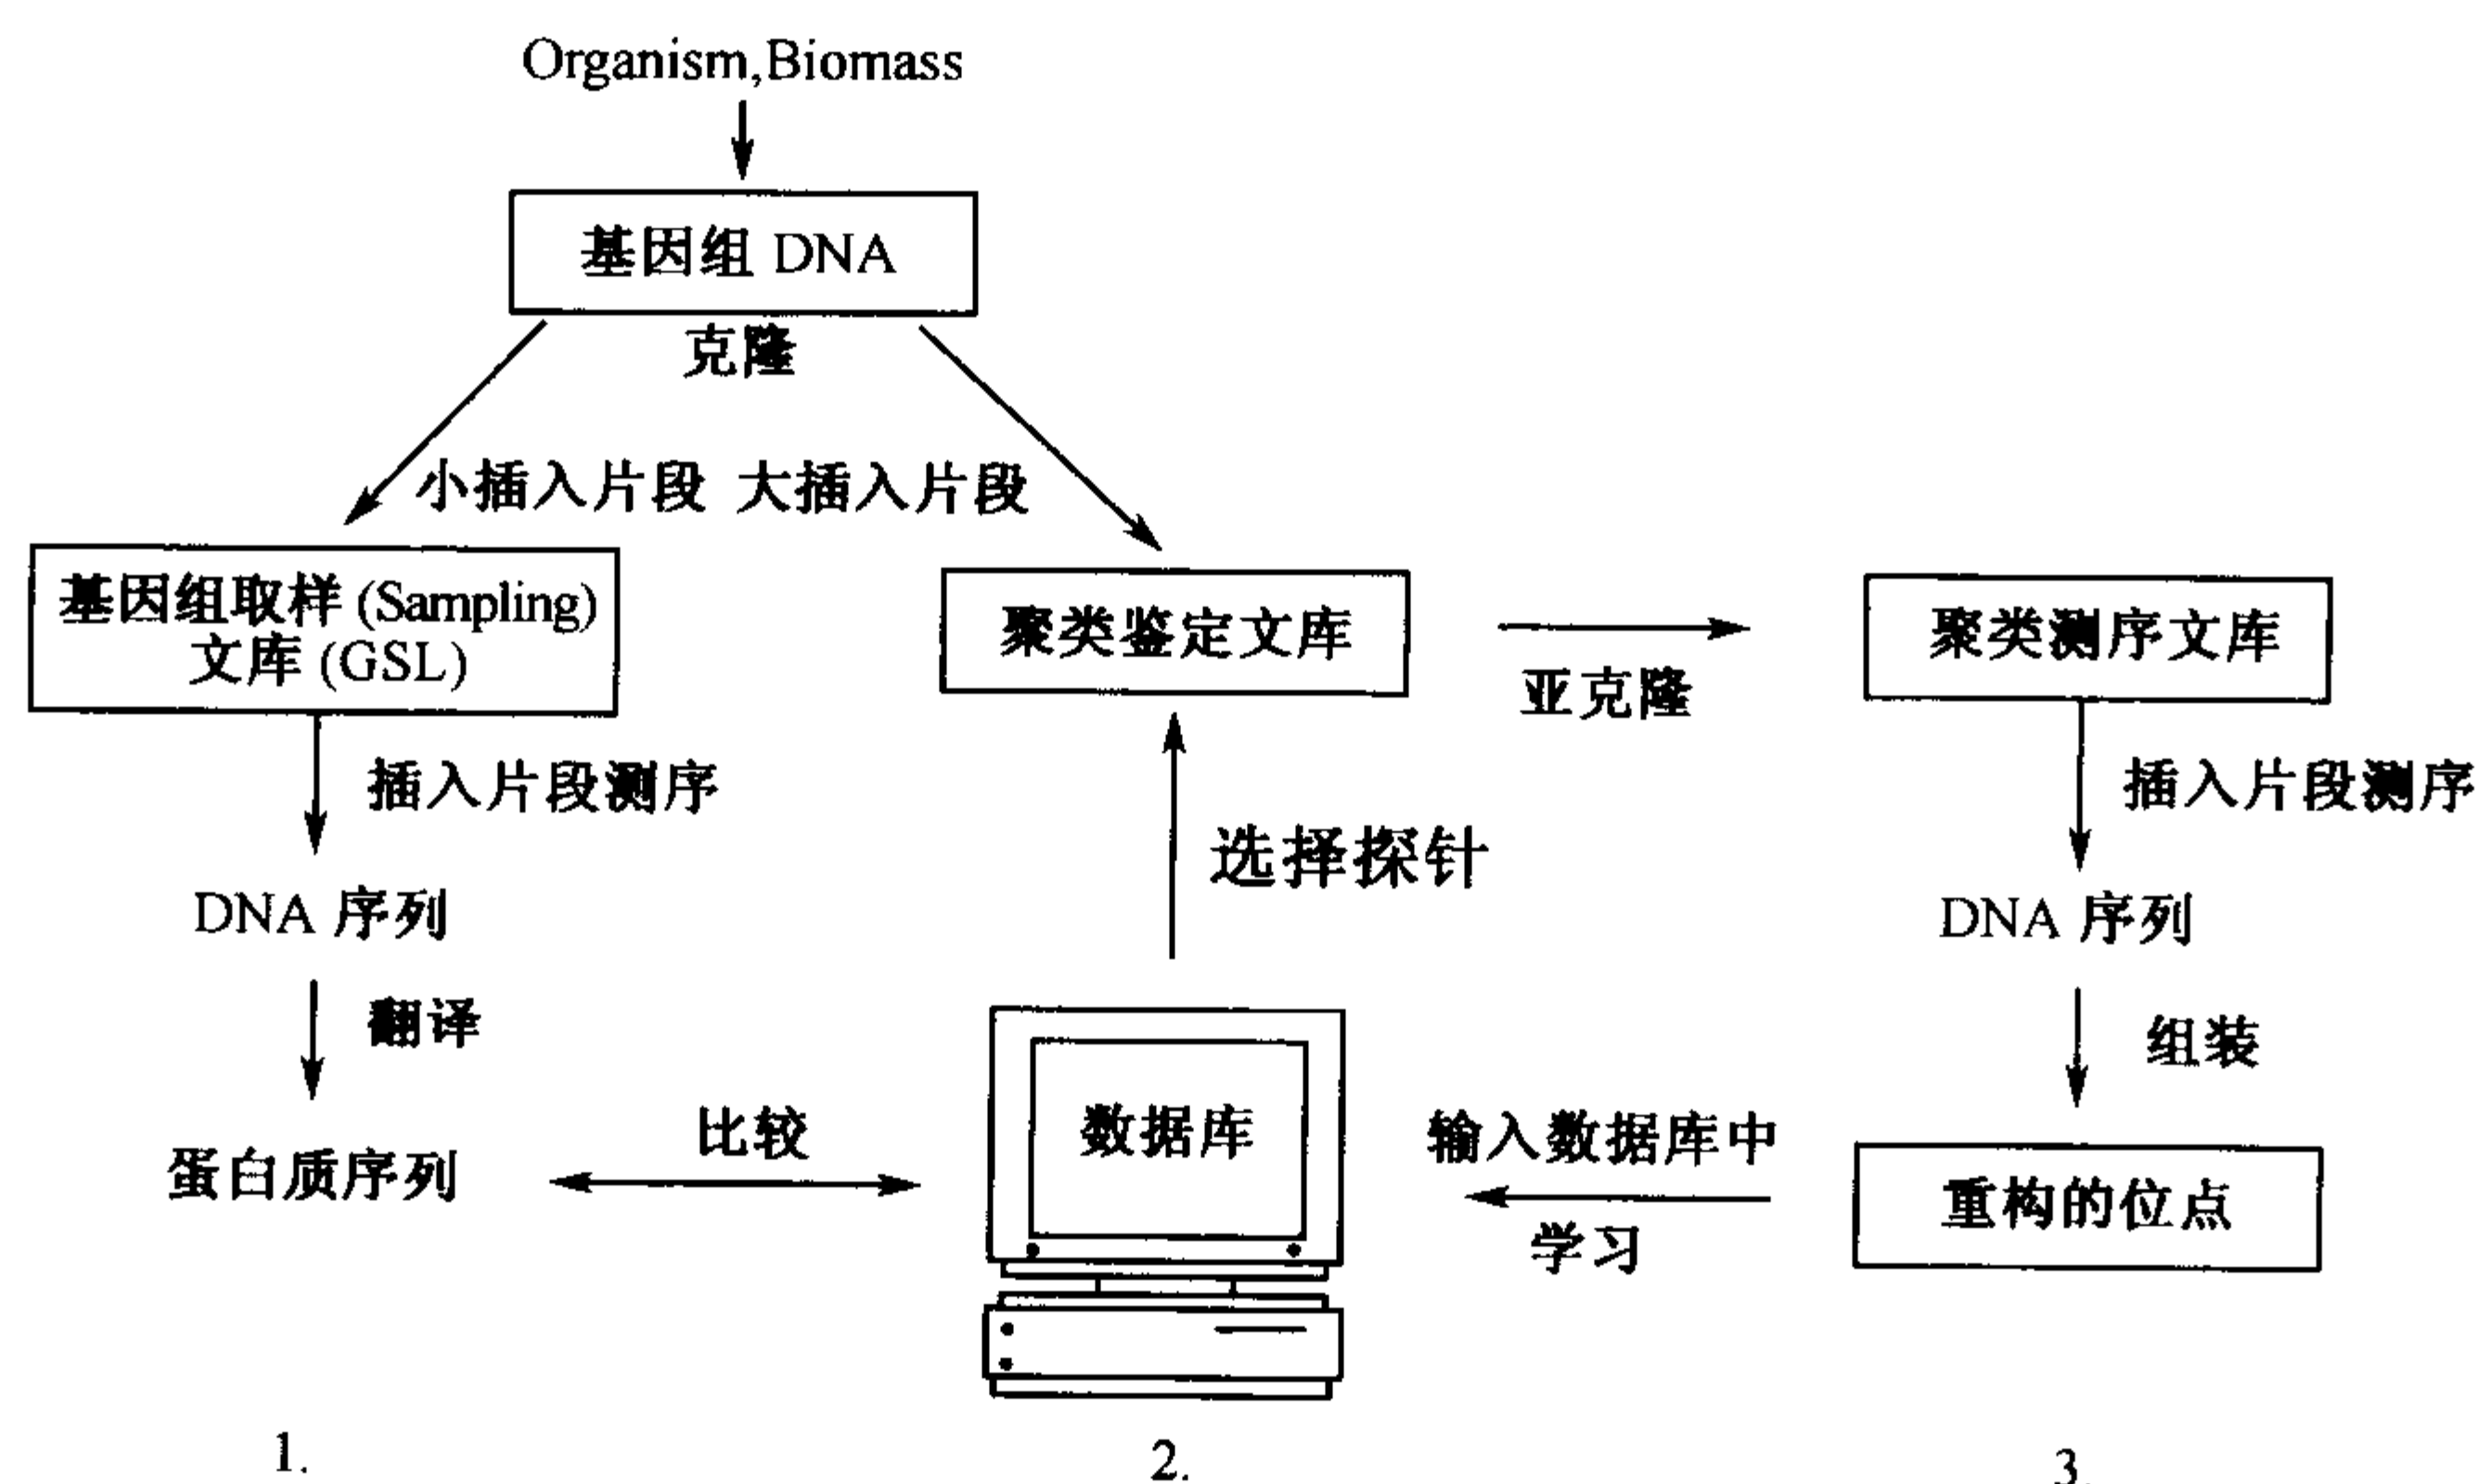 Organism,Biomass
基因组 DNA
克隆
小插入片段 大插入片段
基因组取样 (Sampling)
文库 (GSL)
聚类鉴定文库
亚克隆
聚类测序文库
插入片段测序
选择探针
插入片段测序
DNA 序列
DNA 序列
翻译
组装
蛋白质序列
比较
数据库
输入数据库中
学习
重构的位点
1.
2.
3.